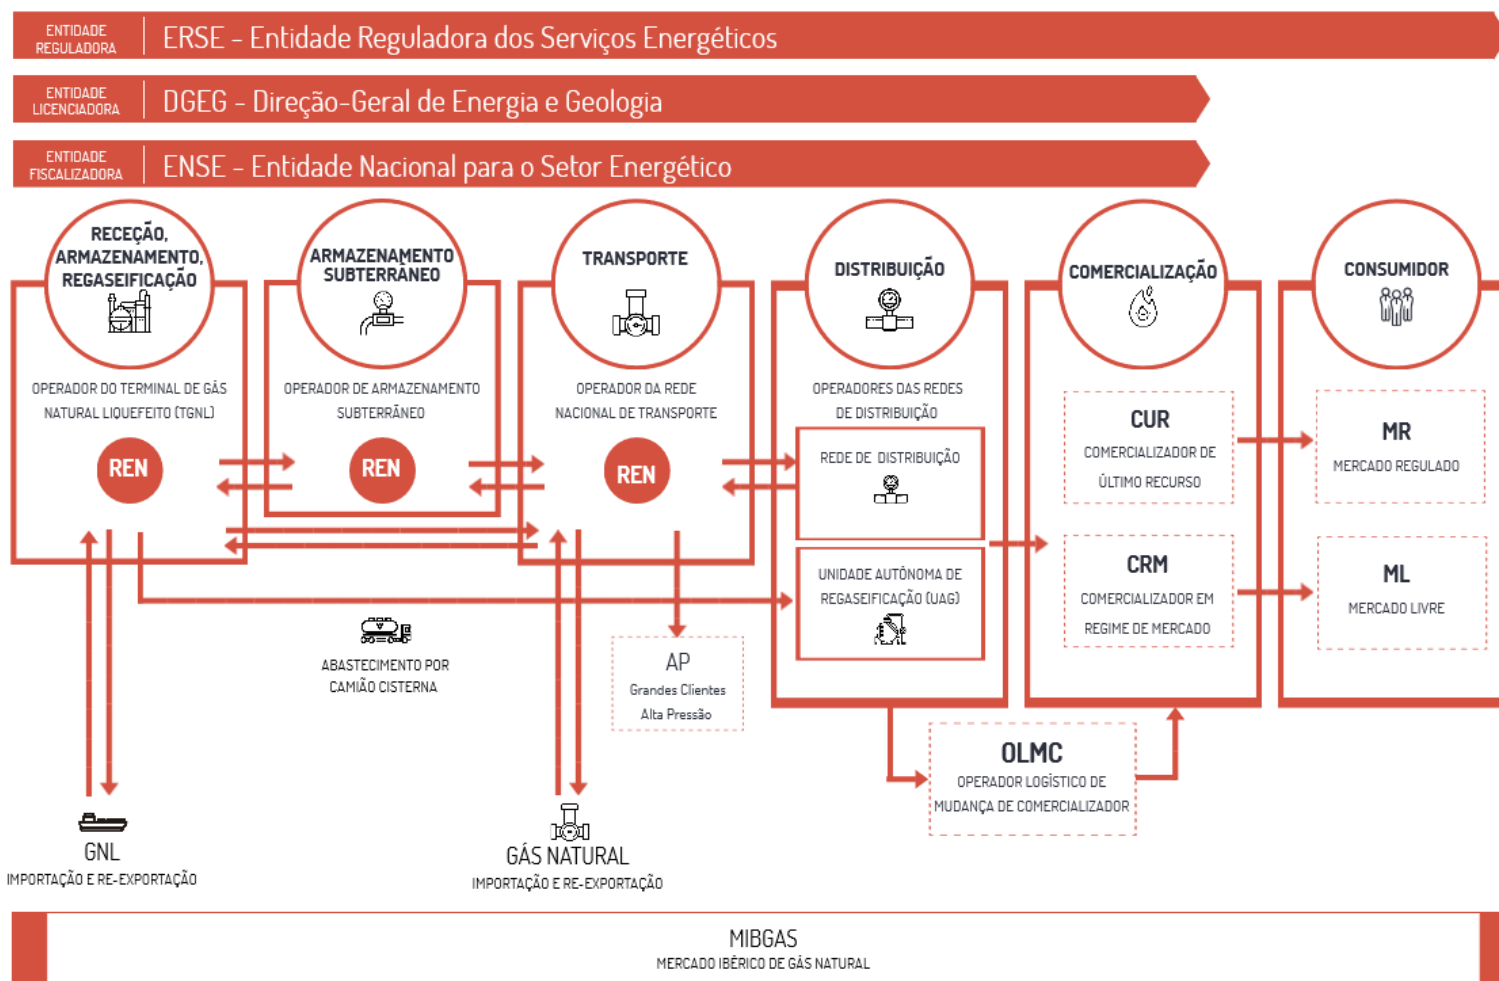 ENTIDADE
REGULADORA
ERSE - Entidade Reguladora dos Serviços Energéticos
ENTIDADE
LICENCIADORA
DGEG - Direção-Geral de Energia e Geologia
ENTIDADE
FISCALIZADORA
ENSE - Entidade Nacional para o Setor Energético
RECEÇÃO,
ARMAZENAMENTO,
REGASEIFICAÇÃO
OPERADOR DO TERMINAL DE GÁS
NATURAL LIQUEFEITO (TGNL)
REN
ARMAZENAMENTO
SUBTERRÂNEO
OPERADOR DE ARMAZENAMENTO
SUBTERRÂNEO
REN
TRANSPORTE
OPERADOR DA REDE
NACIONAL DE TRANSPORTE
REN
DISTRIBUIÇÃO
OPERADORES DAS REDES
DE DISTRIBUIÇÃO
REDE DE DISTRIBUIÇÃO
UNIDADE AUTÓNOMA DE
REGASEIFICAÇÃO (UAG)
COMERCIALIZAÇÃO
CUR
COMERCIALIZADOR DE
ÚLTIMO RECURSO
CRM
COMERCIALIZADOR EM
REGIME DE MERCADO
CONSUMIDOR
MR
MERCADO REGULADO
ML
MERCADO LIVRE
ABASTECIMENTO POR
CAMIÃO CISTERNA
AP
Grandes Clientes
Alta Pressão
OLMC
OPERADOR LOGÍSTICO DE
MUDANÇA DE COMERCIALIZADOR
GNL
IMPORTAÇÃO E RE-EXPORTAÇÃO
GÁS NATURAL
IMPORTAÇÃO E RE-EXPORTAÇÃO
MIBGAS
MERCADO IBÉRICO DE GÁS NATURAL